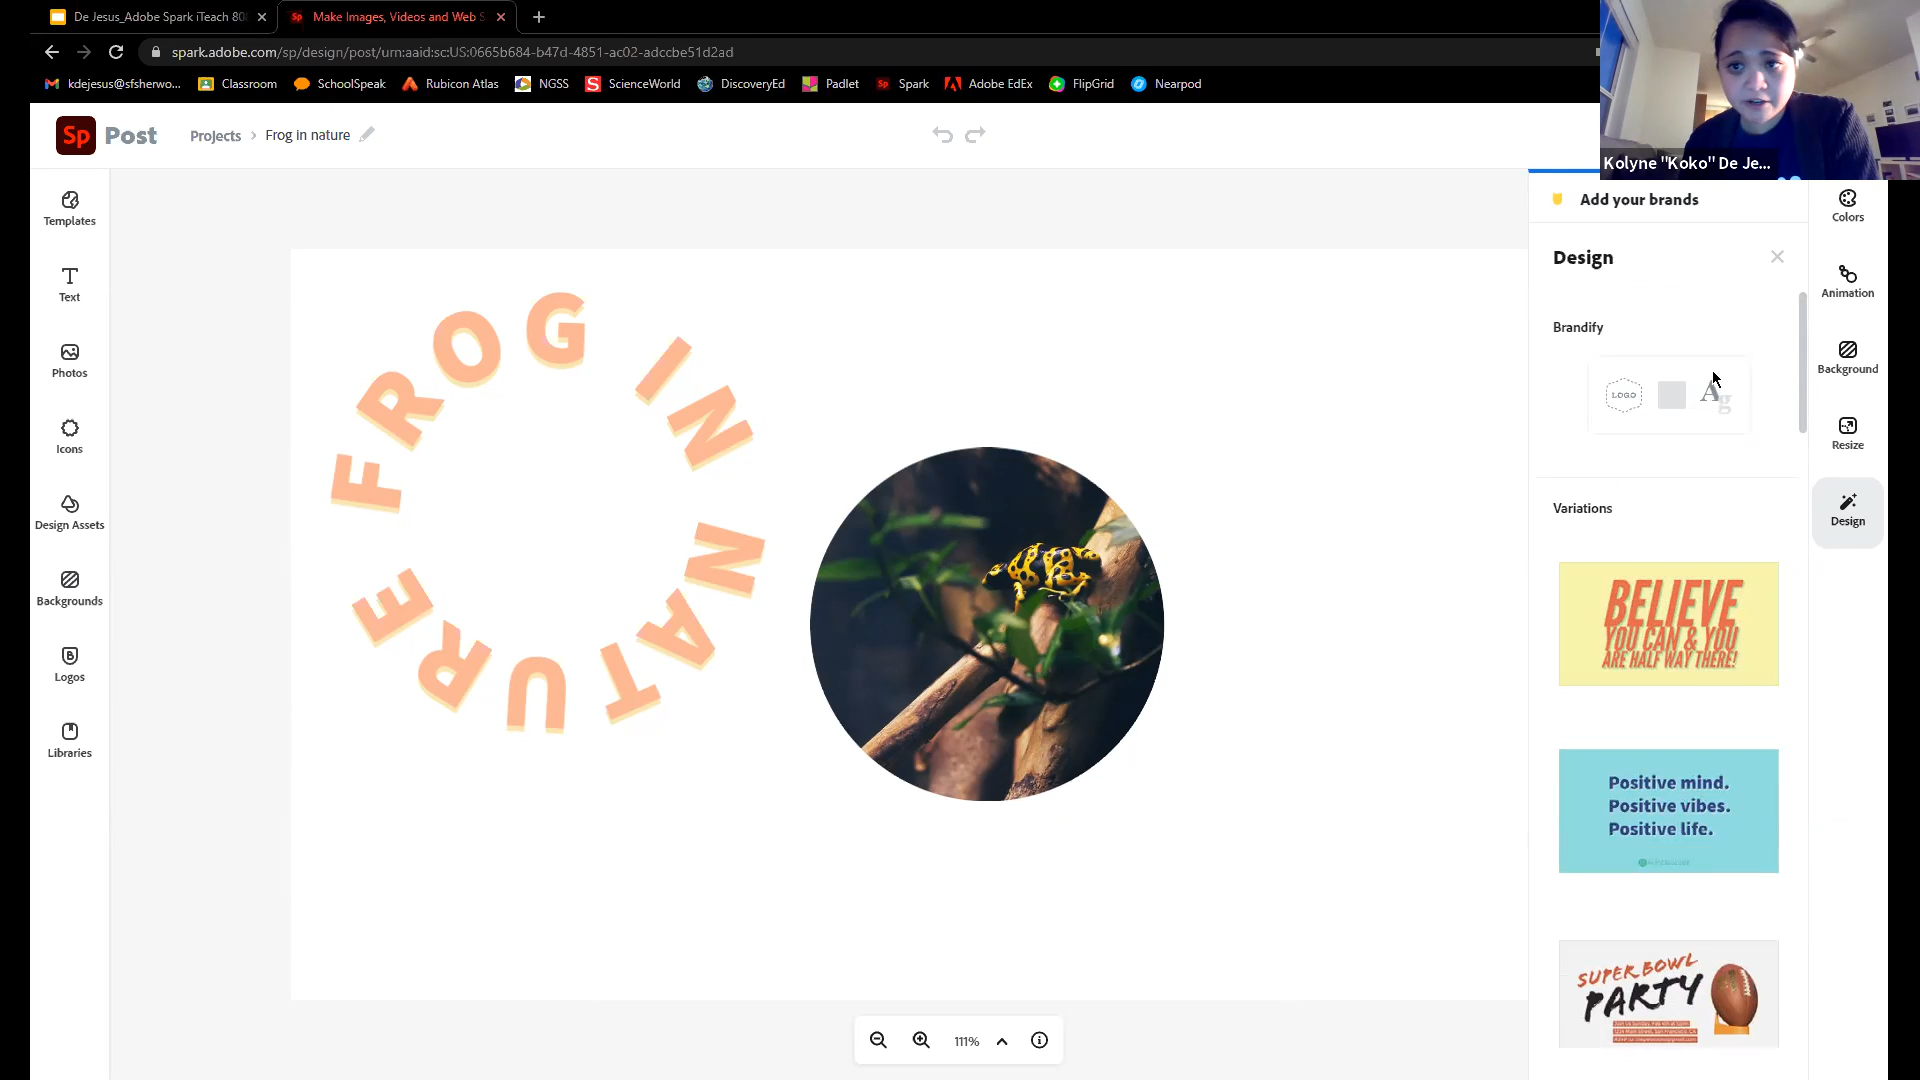 De Jesus_Adobe Spark iTeach 808
Make Images, Videos and Web S
spark.adobe.com/sp/design/post/urn:aaid:sc:US:0665b684-b47d-4851-ac02-adccbe51d2ad
kdejesus@sfsherwo... Classroom SchoolSpeak Rubicon Atlas NGSS ScienceWorld DiscoveryEd Padlet Spark Adobe EdEx FlipGrid Nearpod
Kolyne "Koko" De Je...
Sp Post Projects > Frog in nature
Templates
Text
Photos
Icons
Design Assets
Backgrounds
Logos
Libraries
FROG IN NATURE
111%
Add your brands
Design
Brandify
LOGO
Ag
Variations
BELIEVE
YOU CAN & YOU
ARE HALF WAY THERE!
Positive mind.
Positive vibes.
Positive life.
SUPER BOWL
PARTY
Colors
Animation
Background
Resize
Design